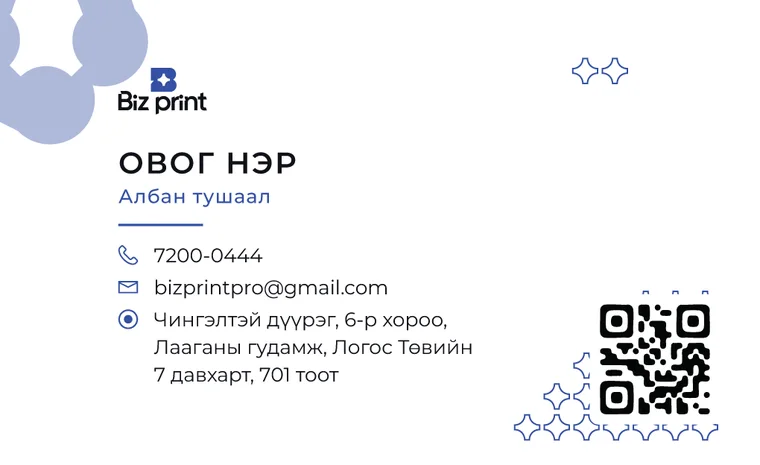 Biz print
ОВОГ НЭР
Албан тушаал
7200-0444
bizprintpro@gmail.com
Чингэлтэй дүүрэг, 6-р хороо,
Лааганы гудамж, Логос Төвийн
7 давхарт, 701 тоот